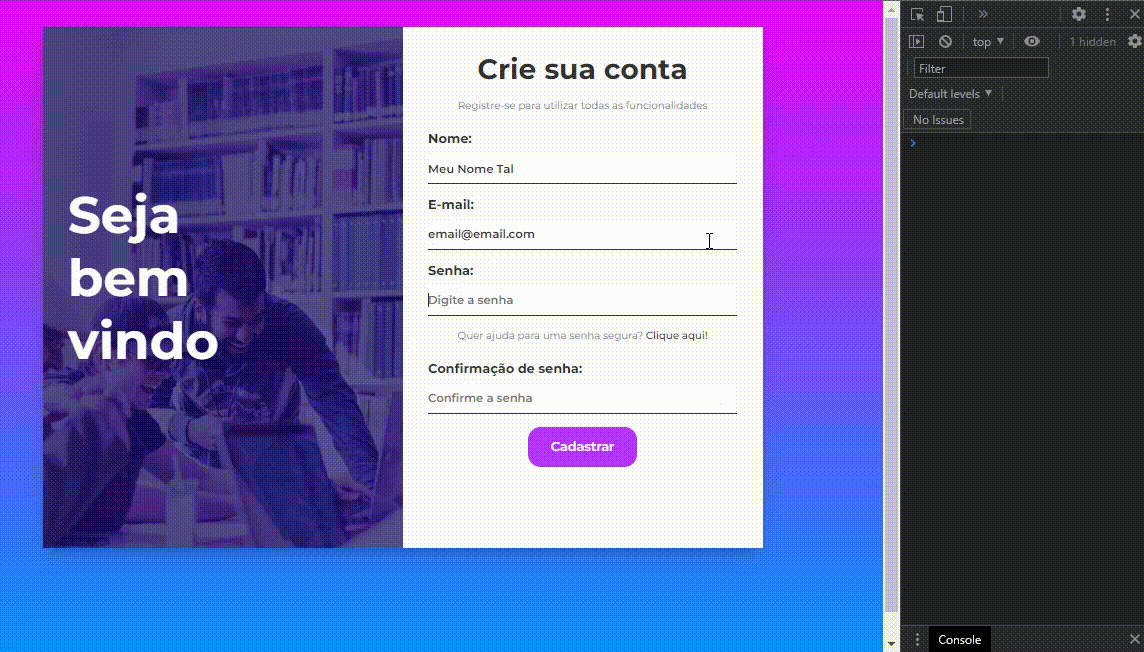 Seja
bem
vindo
Crie sua conta
Registre-se para utilizar todas as funcionalidades
Nome:
Meu Nome Tal
E-mail:
email@email.com
Senha:
Digite a senha
Quer ajuda para uma senha segura? Clique aqui!
Confirmação de senha:
Confirme a senha
Cadastrar
top
1 hidden
Filter
Default levels
No Issues
Console